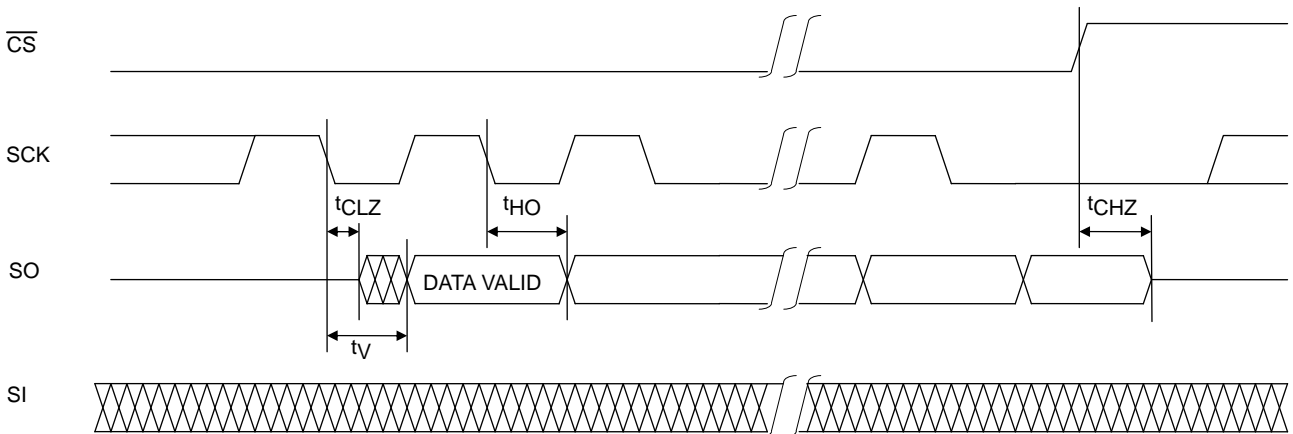 CS
SCK
tCLZ
tHO
tCHZ
SO
DATA VALID
tV
SI